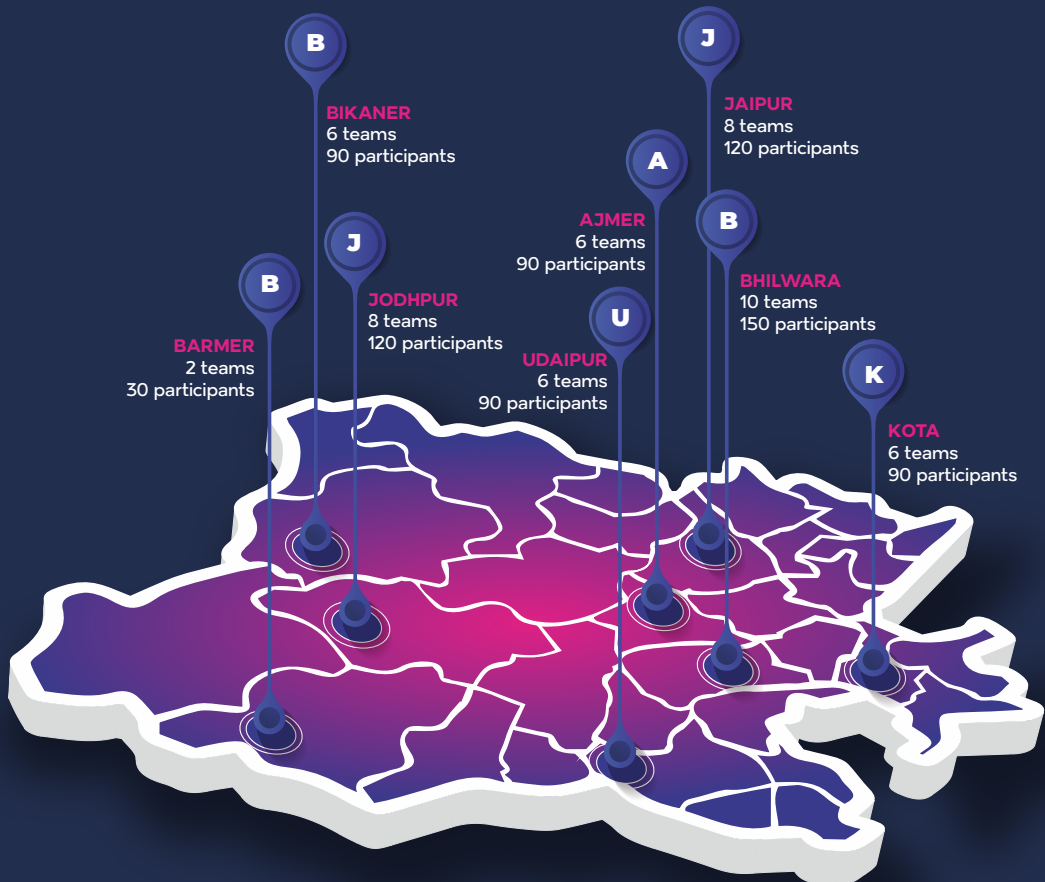 B
BIKANER
6 teams
90 participants
J
JAIPUR
8 teams
120 participants
A
AJMER
6 teams
90 participants
B
BHILWARA
10 teams
150 participants
J
JODHPUR
8 teams
120 participants
B
BARMER
2 teams
30 participants
U
UDAIPUR
6 teams
90 participants
K
KOTA
6 teams
90 participants